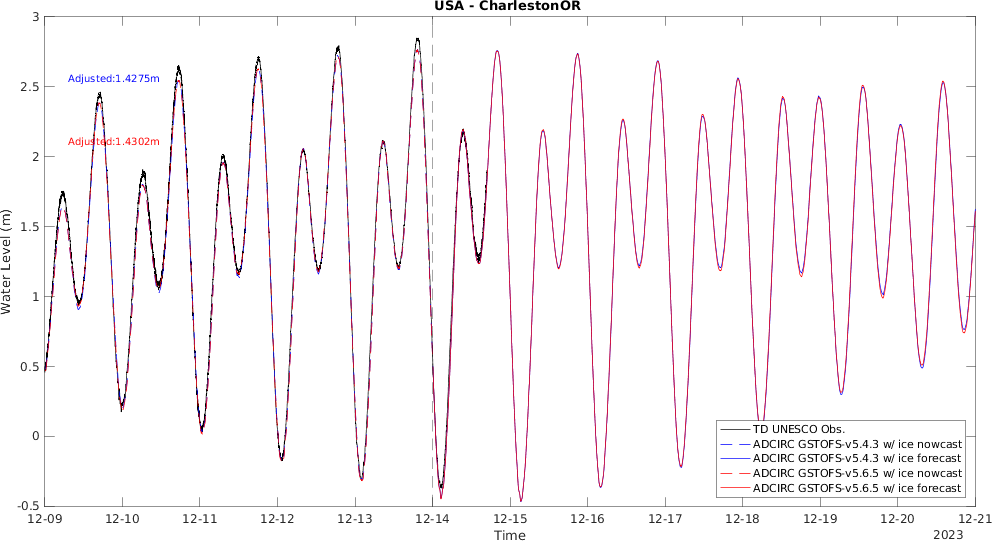 USA - CharlestonOR
3
2.5
2
1.5
1
0.5
0
-0.5
Water Level (m)
Adjusted:1.4275m
Adjusted:1.4302m
TD UNESCO Obs.
ADCIRC GSTOFS-v5.4.3 w/ ice nowcast
ADCIRC GSTOFS-v5.4.3 w/ ice forecast
ADCIRC GSTOFS-v5.6.5 w/ ice nowcast
ADCIRC GSTOFS-v5.6.5 w/ ice forecast
12-09 12-10 12-11 12-12 12-13 12-14 12-15 12-16 12-17 12-18 12-19 12-20 12-21
Time
2023